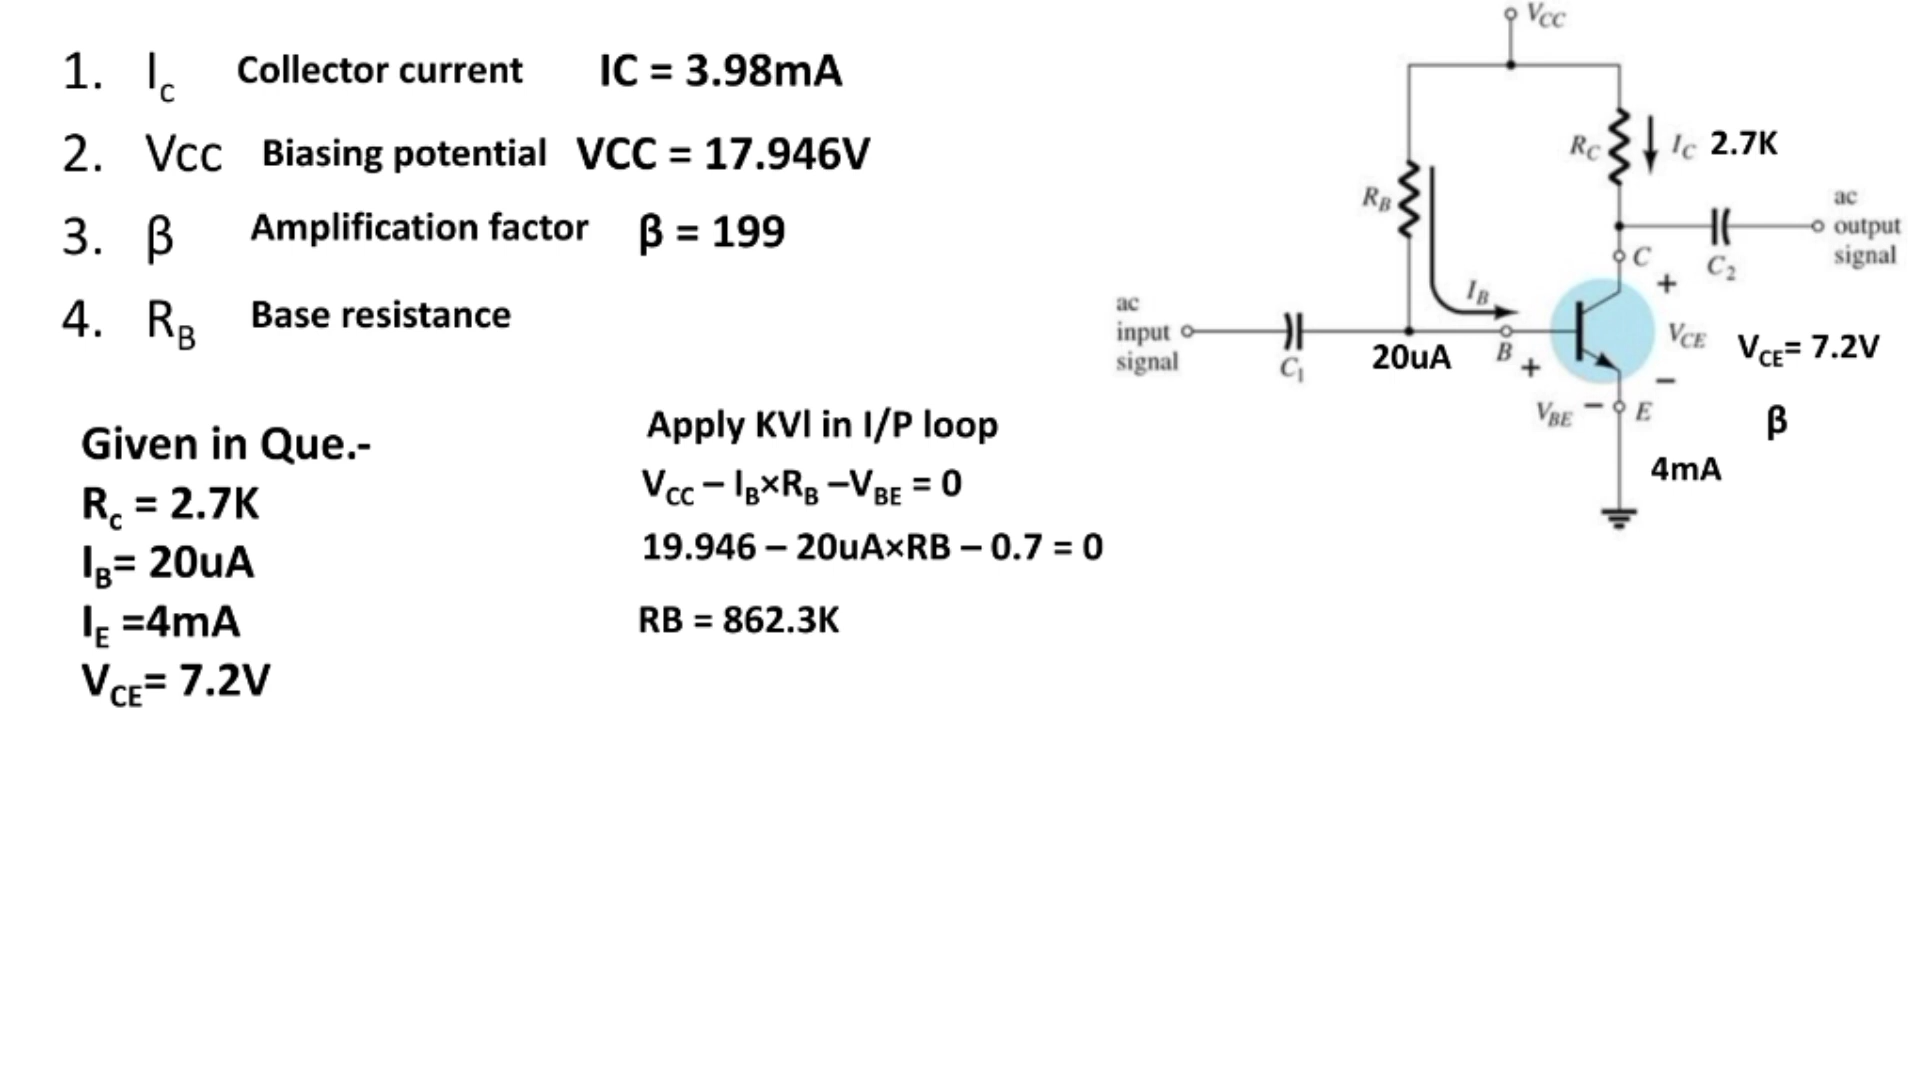 1. Ic Collector current IC = 3.98mA
2. Vcc Biasing potential VCC = 17.946V
3. β Amplification factor β = 199
4. RB Base resistance
Given in Que.-
Rc = 2.7K
IB= 20uA
IE =4mA
VCE= 7.2V
Apply KVl in I/P loop
VCC – IB×RB –VBE = 0
19.946 – 20uA×RB – 0.7 = 0
RB = 862.3K
VCC
RC IC 2.7K
RB
ac
output
signal
C
C2
+
IB
ac
input
signal
C1
20uA
B
+
VCE
VCE= 7.2V
–
VBE – E
β
4mA